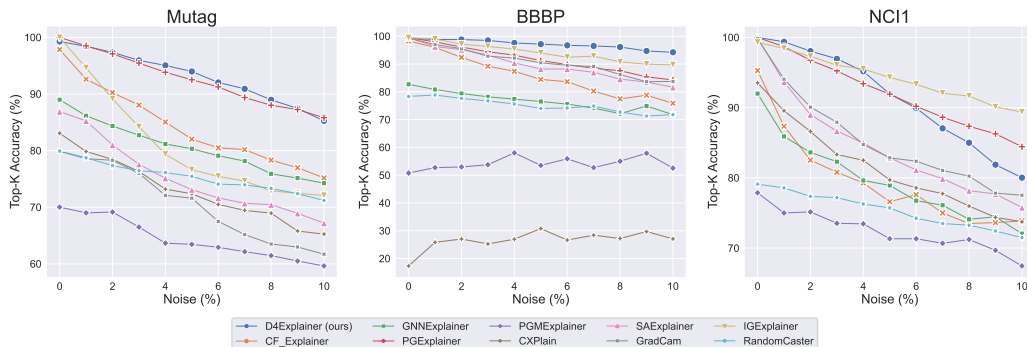 Mutag
BBBP
NCI1
Top-K Accuracy (%)
100
90
80
70
60
0 2 4 6 8 10
Noise (%)
Top-K Accuracy (%)
100
90
80
70
60
50
40
30
20
0 2 4 6 8 10
Noise (%)
Top-K Accuracy (%)
100
90
80
70
0 2 4 6 8 10
Noise (%)
D4Explainer (ours) GNNExplainer PGMExplainer SAExplainer IGExplainer
CF_Explainer PGExplainer CXPlain GradCam RandomCaster